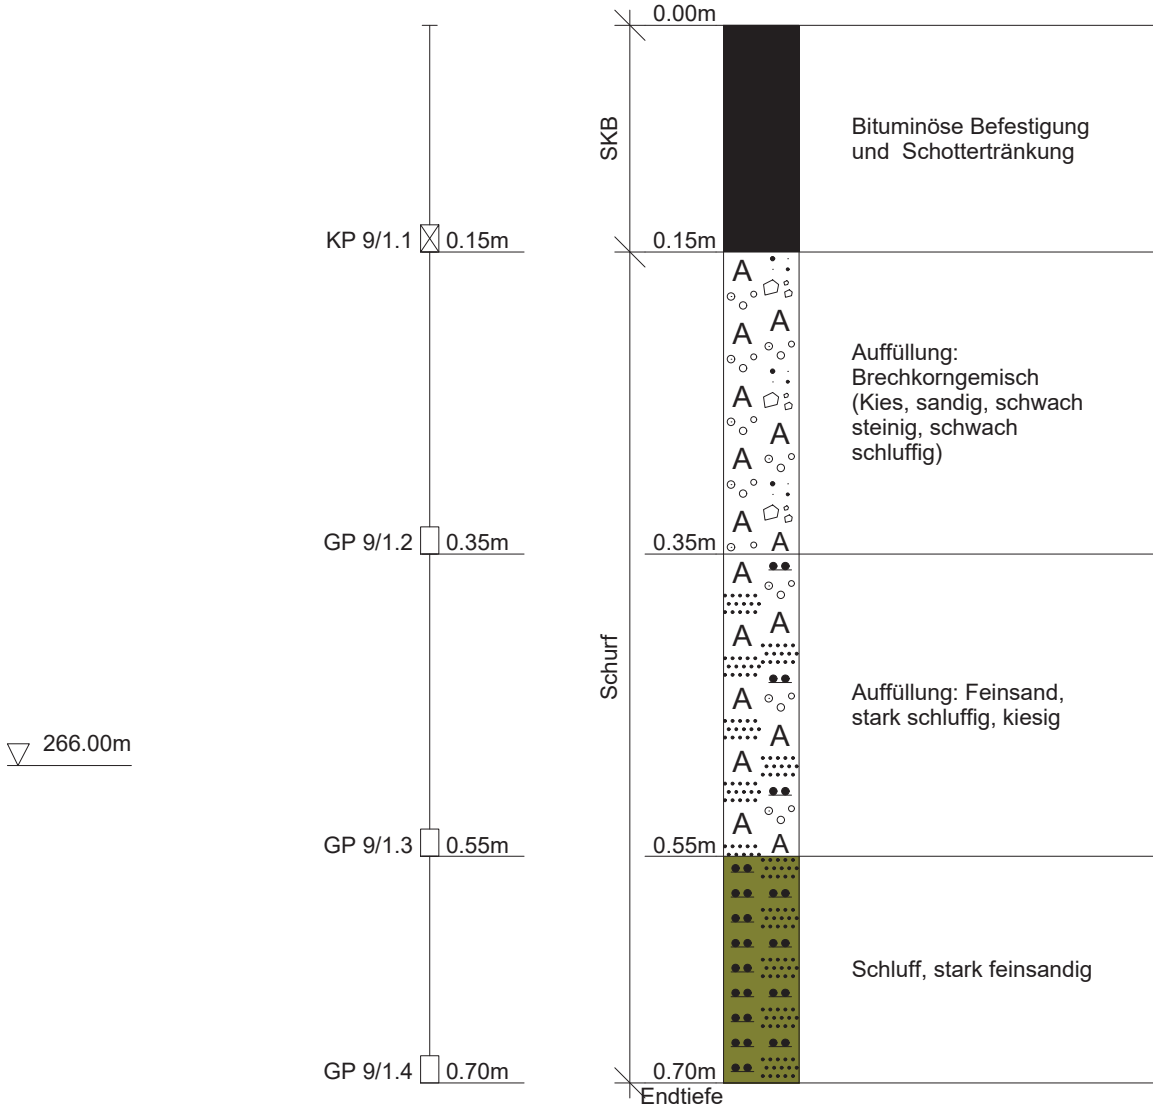 0.00m
SKB
Bituminöse Befestigung
und  Schottertränkung
KP 9/1.1 0.15m 0.15m
A
A
A
Auffüllung:
Brechkorngemisch
(Kies, sandig, schwach
steinig, schwach
schluffig)
A
A
A
A
GP 9/1.2 0.35m 0.35m
A A
A
A
Schurf
A
Auffüllung: Feinsand,
stark schluffig, kiesig
A
A
266.00m
A
A
GP 9/1.3 0.55m 0.55m
A
Schluff, stark feinsandig
GP 9/1.4 0.70m 0.70m
Endtiefe